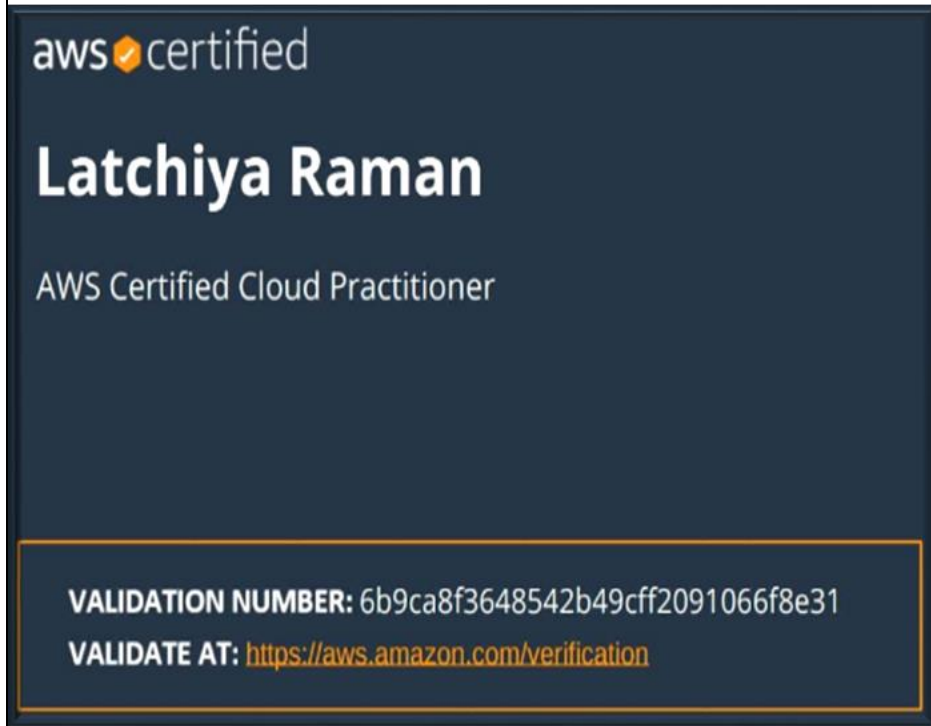 aws certified
Latchiya Raman
AWS Certified Cloud Practitioner
VALIDATION NUMBER: 6b9ca8f3648542b49cff2091066f8e31
VALIDATE AT: https://aws.amazon.com/verification